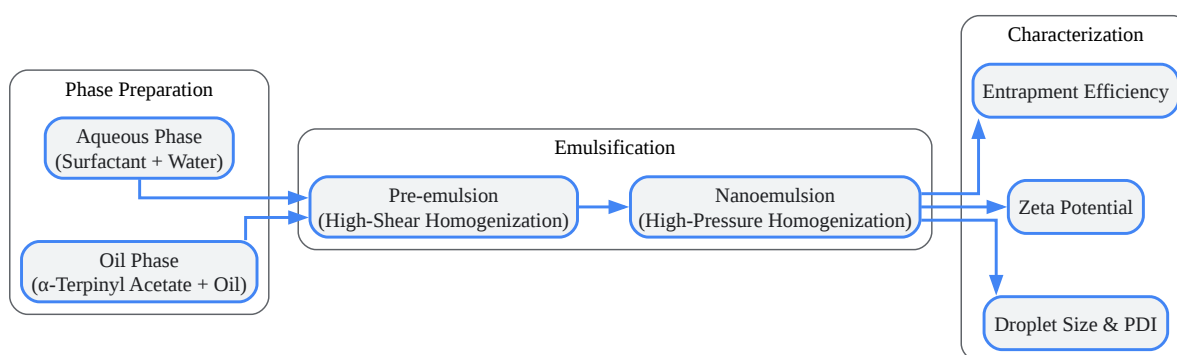 Phase Preparation
Aqueous Phase
(Surfactant + Water)
Oil Phase
(α-Terpinyl Acetate + Oil)
Emulsification
Pre-emulsion
(High-Shear Homogenization)
Nanoemulsion
(High-Pressure Homogenization)
Characterization
Entrapment Efficiency
Zeta Potential
Droplet Size & PDI